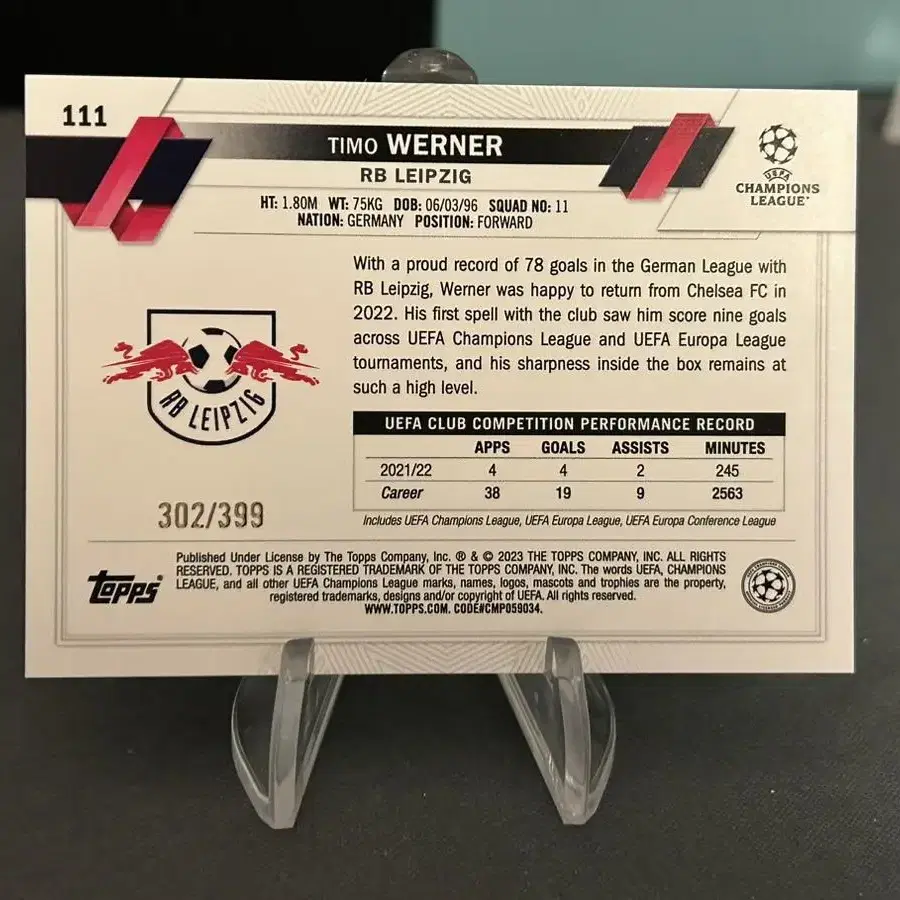 111
TIMO WERNER
RB LEIPZIG
HT: 1.80M WT: 75KG DOB: 06/03/96 SQUAD NO: 11
NATION: GERMANY POSITION: FORWARD
UEFA
CHAMPIONS
LEAGUE®
With a proud record of 78 goals in the German League with
RB Leipzig, Werner was happy to return from Chelsea FC in
2022. His first spell with the club saw him score nine goals
across UEFA Champions League and UEFA Europa League
tournaments, and his sharpness inside the box remains at
such a high level.
RB LEIPZIG
UEFA CLUB COMPETITION PERFORMANCE RECORD
APPS GOALS ASSISTS MINUTES
2021/22 4 4 2 245
Career 38 19 9 2563
Includes UEFA Champions League, UEFA Europa League, UEFA Europa Conference League
302/399
Topps®
Published Under License by The Topps Company, Inc. ® & © 2023 THE TOPPS COMPANY, INC. ALL RIGHTS
RESERVED. TOPPS IS A REGISTERED TRADEMARK OF THE TOPPS COMPANY, INC. The words UEFA, CHAMPIONS
LEAGUE, and all other UEFA Champions League marks, names, logos, mascots and trophies are the property,
registered trademarks, designs and/or copyright of UEFA. All rights reserved.
WWW.TOPPS.COM. CODE#CMP059034.